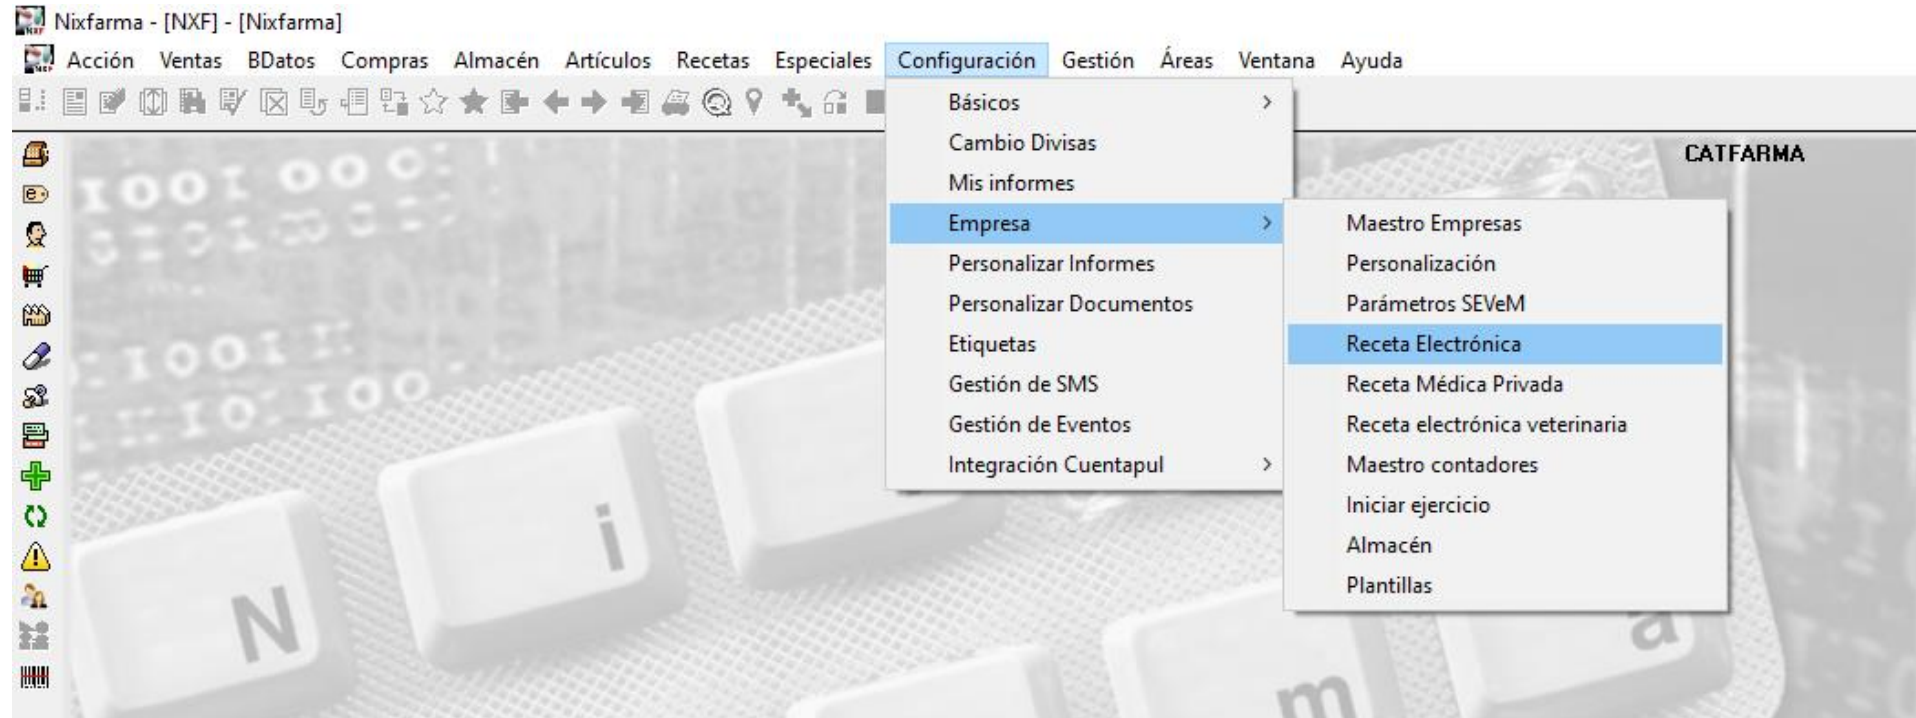 Nixfarma - [NXF] - [Nixfarma]
Acción Ventas BDatos Compras Almacén Artículos Recetas Especiales Configuración Gestión Áreas Ventana Ayuda
Básicos
Cambio Divisas
Mis informes
Empresa
Personalizar Informes
Personalizar Documentos
Etiquetas
Gestión de SMS
Gestión de Eventos
Integración Cuentapul
CATFARMA
Maestro Empresas
Personalización
Parámetros SEVeM
Receta Electrónica
Receta Médica Privada
Receta electrónica veterinaria
Maestro contadores
Iniciar ejercicio
Almacén
Plantillas
N i m a